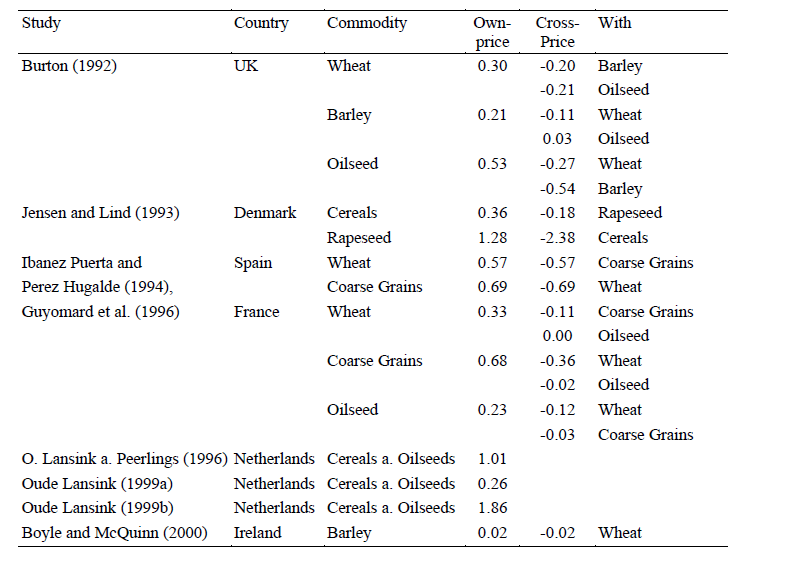 Study Country Commodity Own- Cross- With
price Price
Burton (1992) UK Wheat 0.30 -0.20 Barley
-0.21 Oilseed
Barley 0.21 -0.11 Wheat
0.03 Oilseed
Oilseed 0.53 -0.27 Wheat
-0.54 Barley
Jensen and Lind (1993) Denmark Cereals 0.36 -0.18 Rapeseed
Rapeseed 1.28 -2.38 Cereals
Ibanez Puerta and Spain Wheat 0.57 -0.57 Coarse Grains
Perez Hugalde (1994), Coarse Grains 0.69 -0.69 Wheat
Guyomard et al. (1996) France Wheat 0.33 -0.11 Coarse Grains
0.00 Oilseed
Coarse Grains 0.68 -0.36 Wheat
-0.02 Oilseed
Oilseed 0.23 -0.12 Wheat
-0.03 Coarse Grains
O. Lansink a. Peerlings (1996) Netherlands Cereals a. Oilseeds 1.01
Oude Lansink (1999a) Netherlands Cereals a. Oilseeds 0.26
Oude Lansink (1999b) Netherlands Cereals a. Oilseeds 1.86
Boyle and McQuinn (2000) Ireland Barley 0.02 -0.02 Wheat